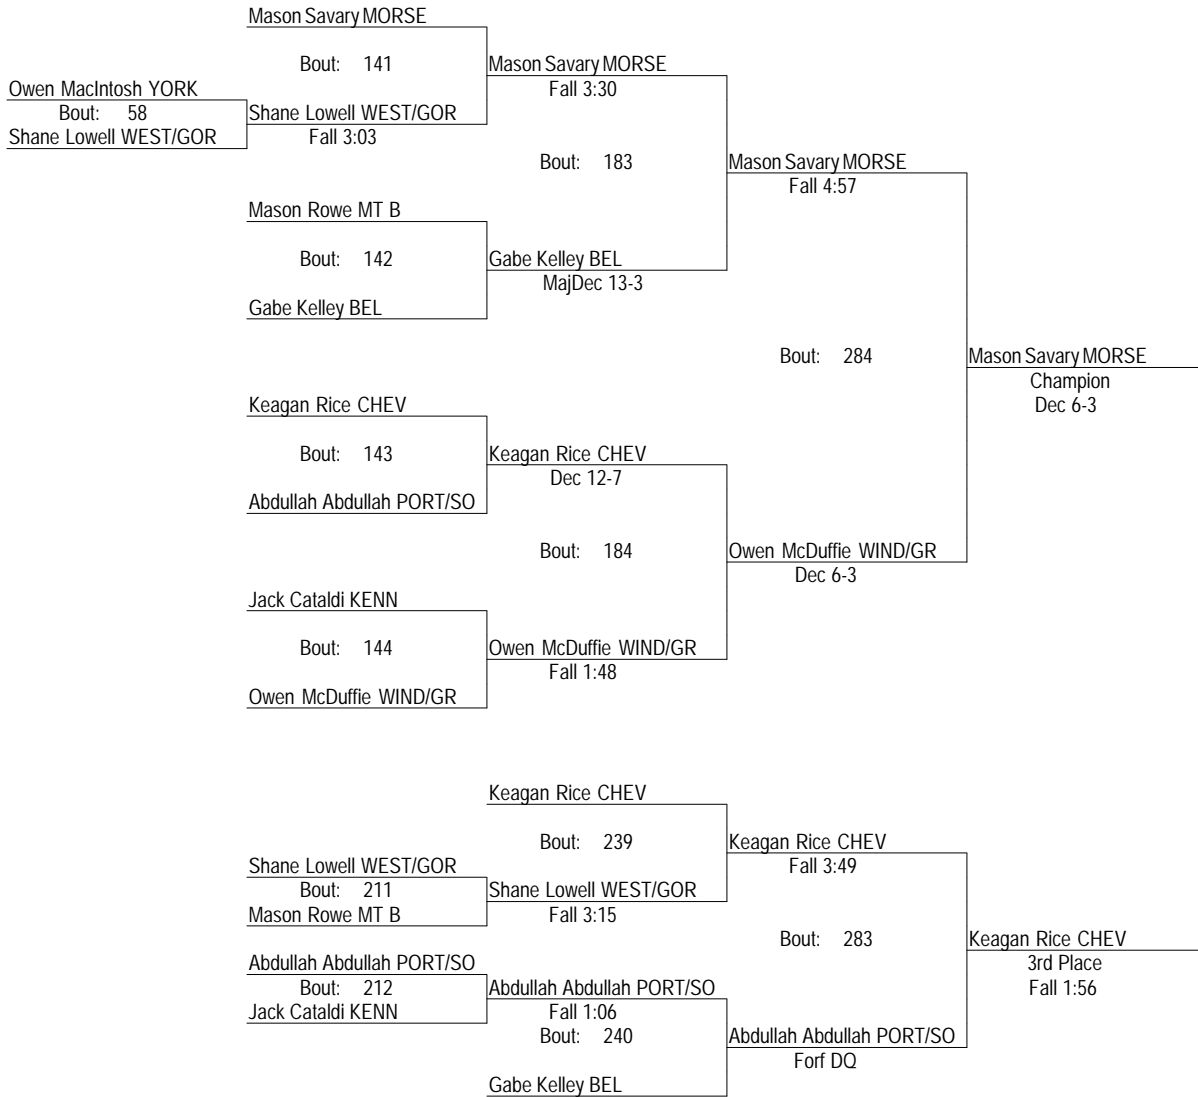 Mason Savary MORSE
Bout: 141
Mason Savary MORSE
Fall 3:30
Owen MacIntosh YORK
Bout: 58
Shane Lowell WEST/GOR
Shane Lowell WEST/GOR
Fall 3:03
Bout: 183
Mason Savary MORSE
Fall 4:57
Mason Rowe MT B
Bout: 142
Gabe Kelley BEL
MajDec 13-3
Gabe Kelley BEL
Bout: 284
Mason Savary MORSE
Champion
Dec 6-3
Keagan Rice CHEV
Bout: 143
Keagan Rice CHEV
Dec 12-7
Abdullah Abdullah PORT/SO
Bout: 184
Owen McDuffie WIND/GR
Dec 6-3
Jack Cataldi KENN
Bout: 144
Owen McDuffie WIND/GR
Fall 1:48
Owen McDuffie WIND/GR
Keagan Rice CHEV
Bout: 239
Keagan Rice CHEV
Fall 3:49
Shane Lowell WEST/GOR
Bout: 211
Mason Rowe MT B
Shane Lowell WEST/GOR
Fall 3:15
Bout: 283
Keagan Rice CHEV
3rd Place
Fall 1:56
Abdullah Abdullah PORT/SO
Bout: 212
Jack Cataldi KENN
Abdullah Abdullah PORT/SO
Fall 1:06
Bout: 240
Abdullah Abdullah PORT/SO
Forf DQ
Gabe Kelley BEL